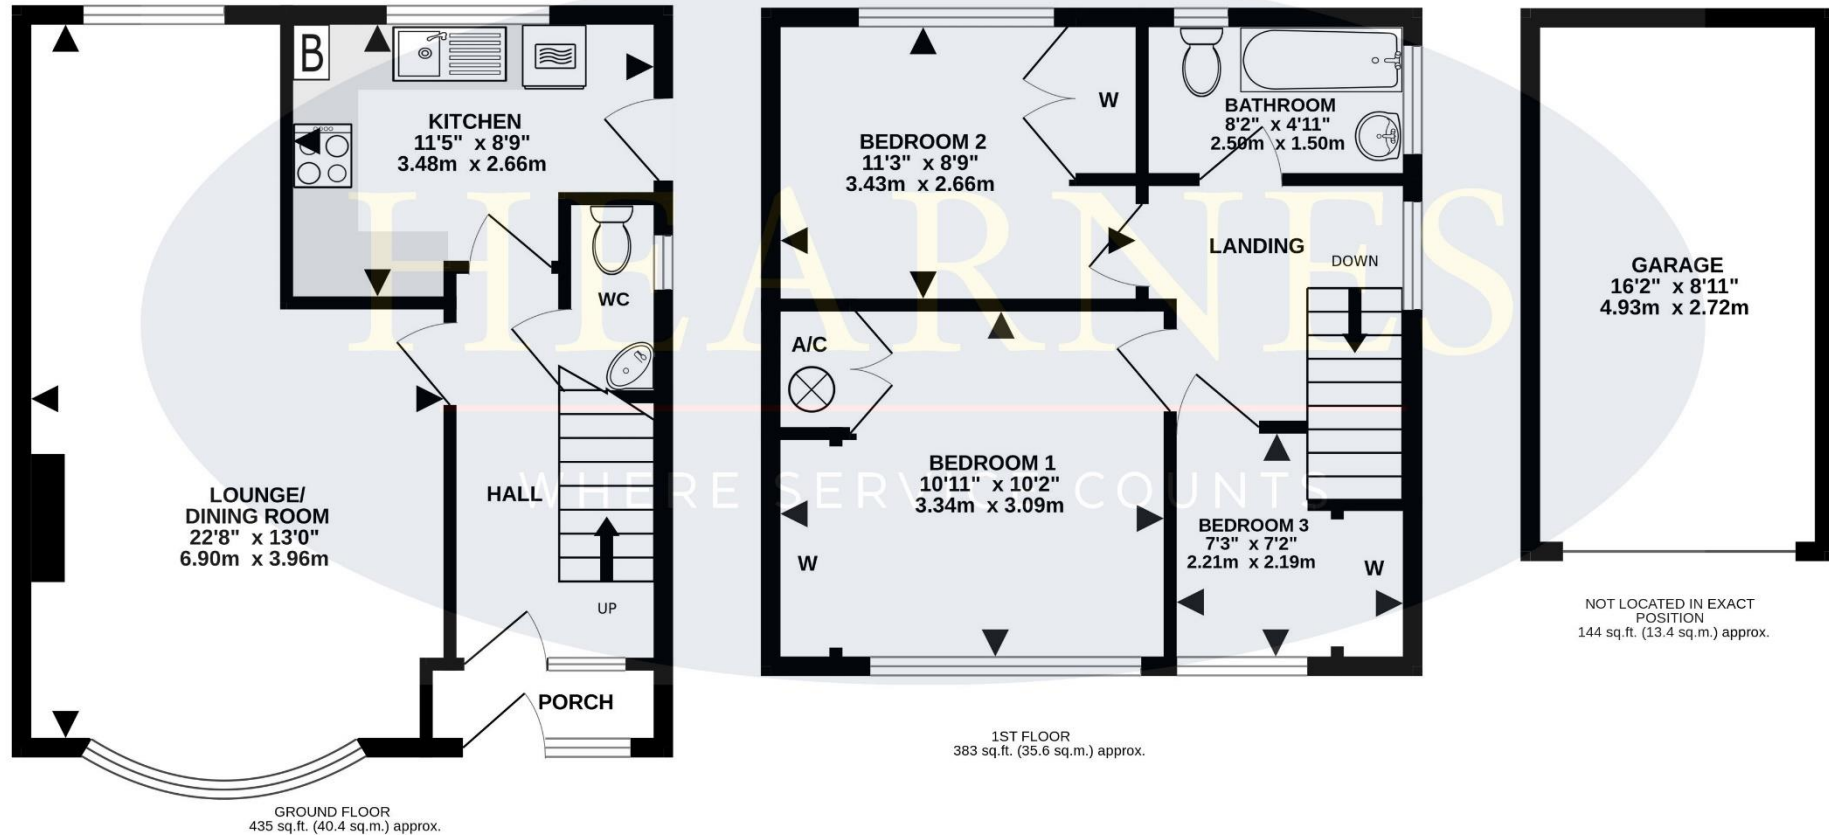 B
KITCHEN
11'5" x 8'9"
3.48m x 2.66m
WC
LOUNGE/
DINING ROOM
22'8" x 13'0"
6.90m x 3.96m
HALL
UP
PORCH
GROUND FLOOR
435 sq.ft. (40.4 sq.m.) approx.
BEDROOM 2
11'3" x 8'9"
3.43m x 2.66m
W
BATHROOM
8'2" x 4'11"
2.50m x 1.50m
LANDING
DOWN
A/C
BEDROOM 1
10'11" x 10'2"
3.34m x 3.09m
W
BEDROOM 3
7'3" x 7'2"
2.21m x 2.19m
W
1ST FLOOR
383 sq.ft. (35.6 sq.m.) approx.
GARAGE
16'2" x 8'11"
4.93m x 2.72m
NOT LOCATED IN EXACT
POSITION
144 sq.ft. (13.4 sq.m.) approx.
HEARNES
WHERE SERVICE COUNTS